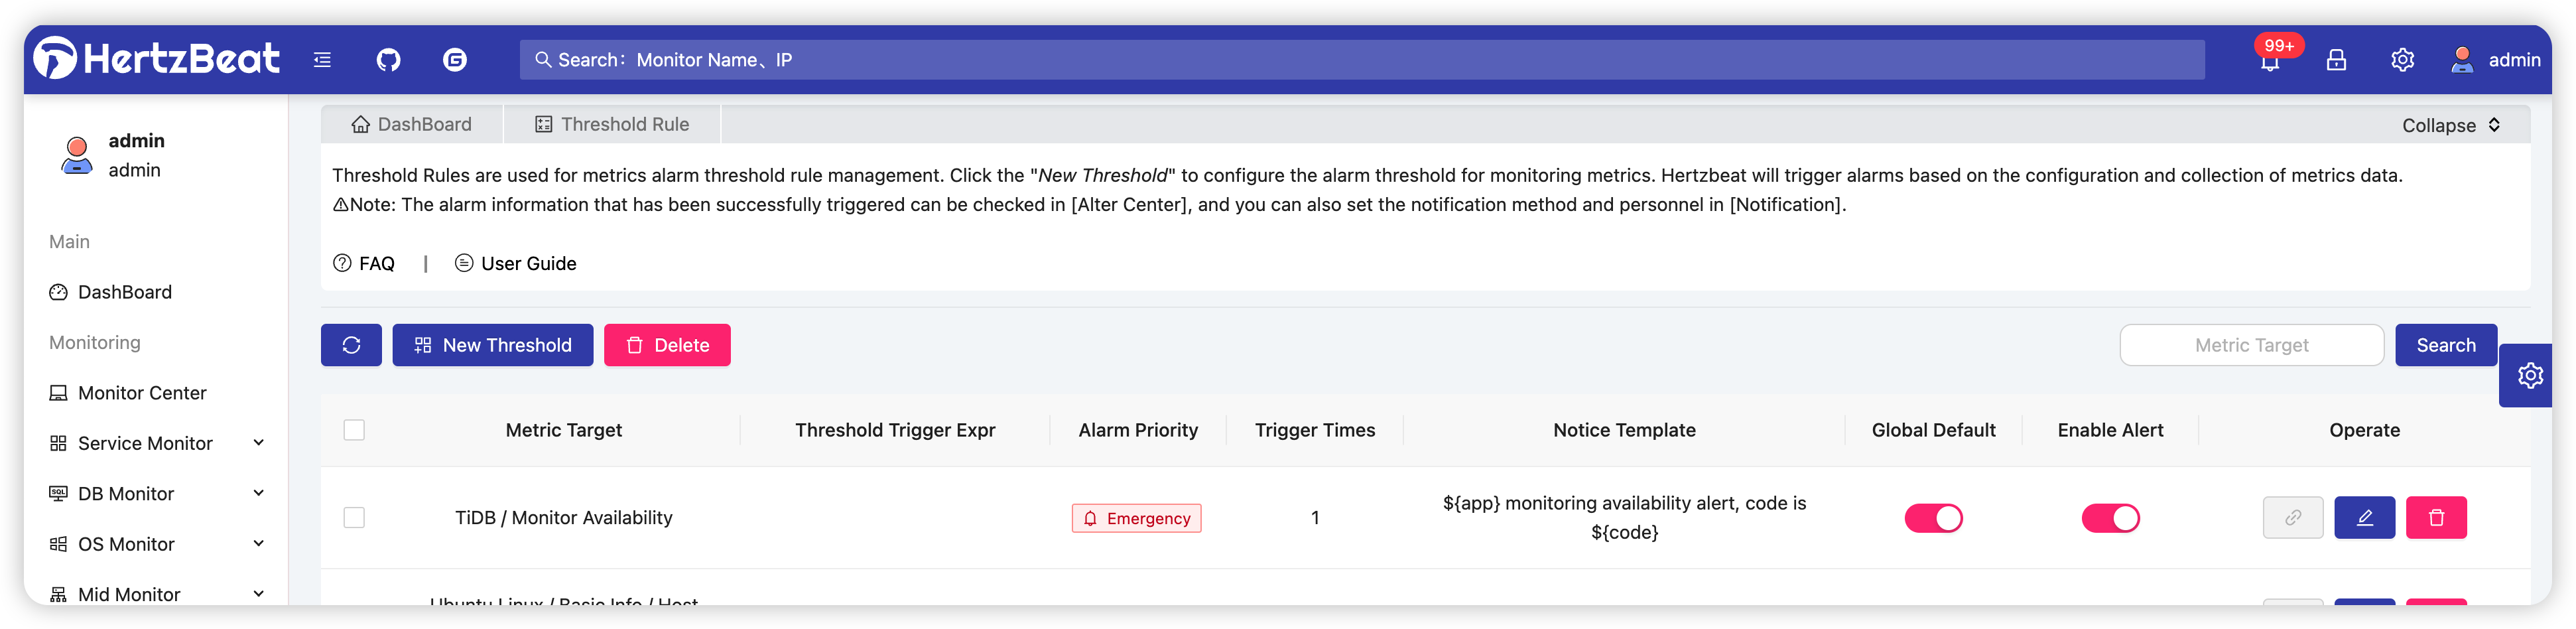 HertzBeat
Search： Monitor Name、IP
99+
admin
admin
admin
Main
DashBoard
Monitoring
Monitor Center
Service Monitor
DB Monitor
OS Monitor
Mid Monitor
DashBoard
Threshold Rule
Collapse
Threshold Rules are used for metrics alarm threshold rule management. Click the "New Threshold" to configure the alarm threshold for monitoring metrics. Hertzbeat will trigger alarms based on the configuration and collection of metrics data.
⚠Note: The alarm information that has been successfully triggered can be checked in [Alter Center], and you can also set the notification method and personnel in [Notification].
FAQ | User Guide
New Threshold
Delete
Metric Target
Search
Metric Target Threshold Trigger Expr Alarm Priority Trigger Times Notice Template Global Default Enable Alert Operate
TiDB / Monitor Availability
Emergency
1
${app} monitoring availability alert, code is
${code}
Ubuntu Linux / Basic Info / Host